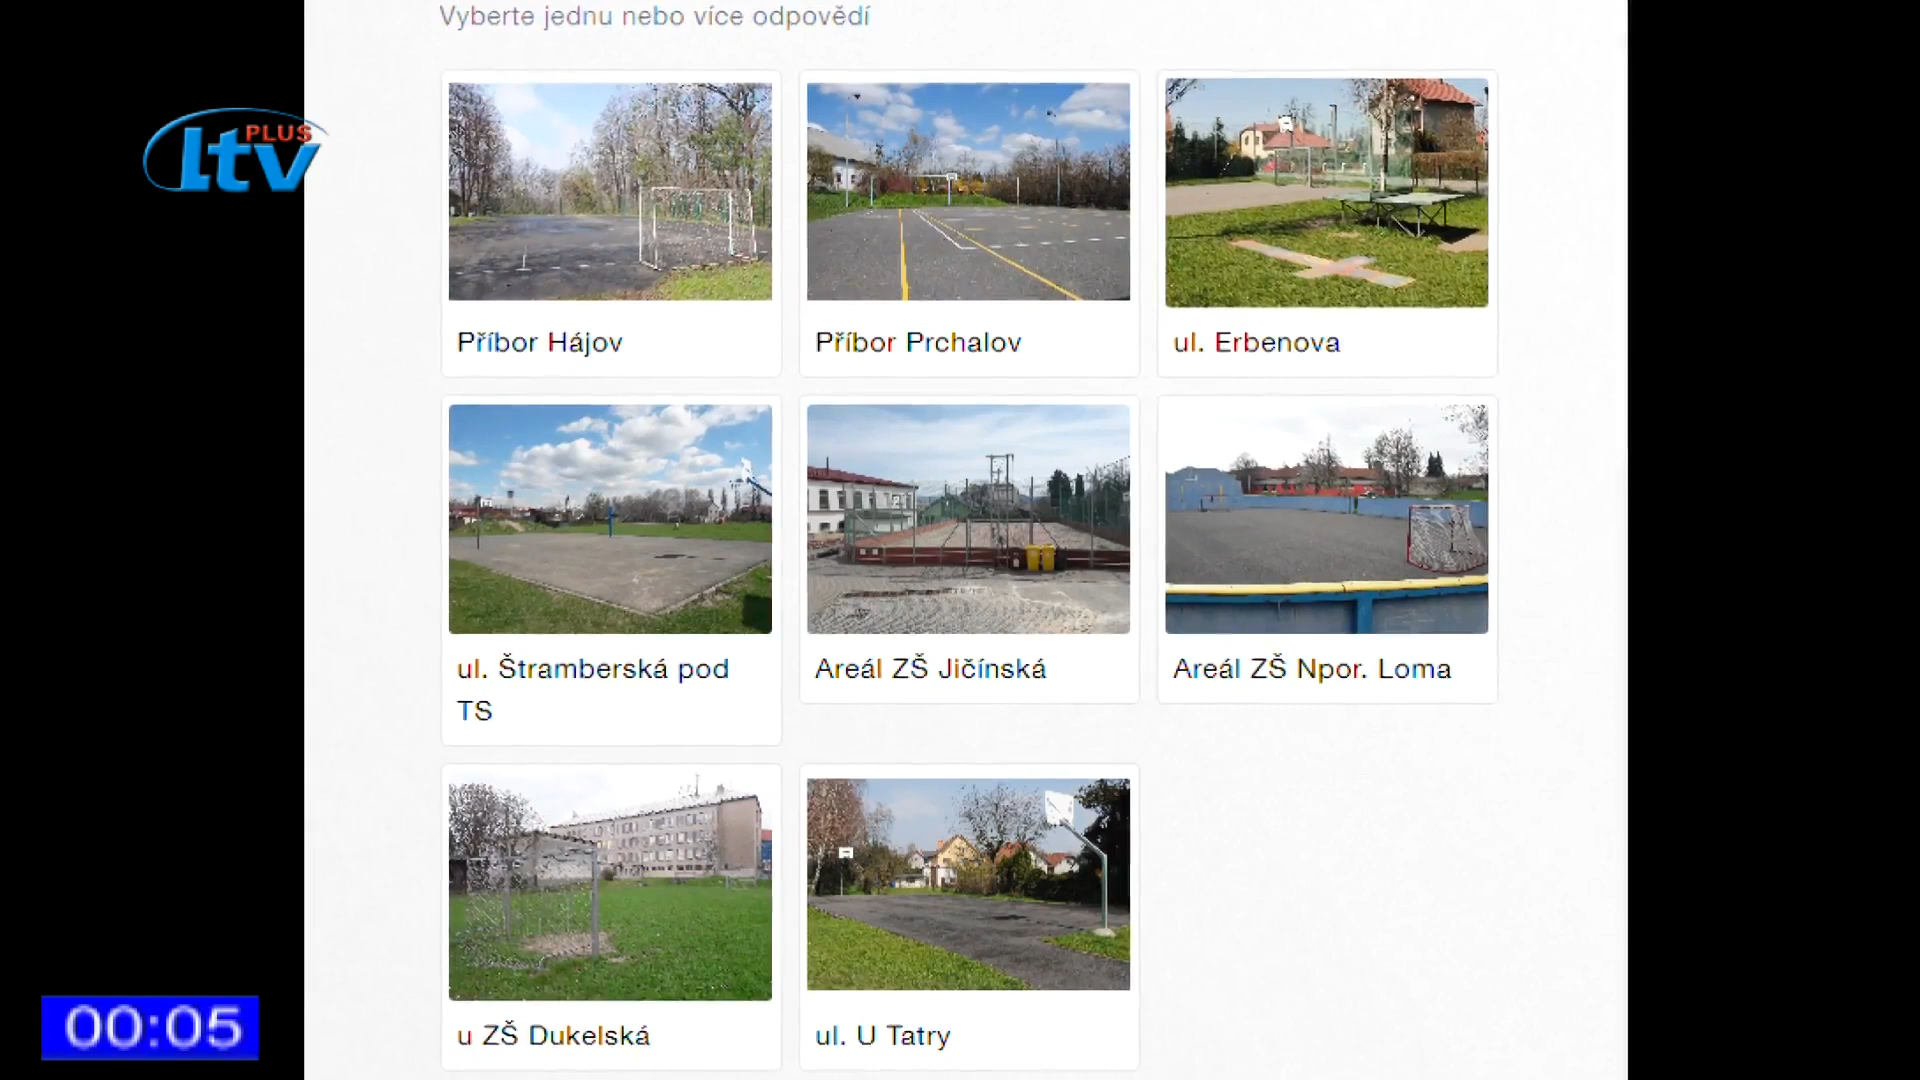 Vyberte jednu nebo více odpovědí
ltv PLUS
Příbor Hájov
Příbor Prchalov
ul. Erbenova
ul. Štramberská pod
TS
Areál ZŠ Jičínská
Areál ZŠ Npor. Loma
u ZŠ Dukelská
ul. U Tatry
00:05